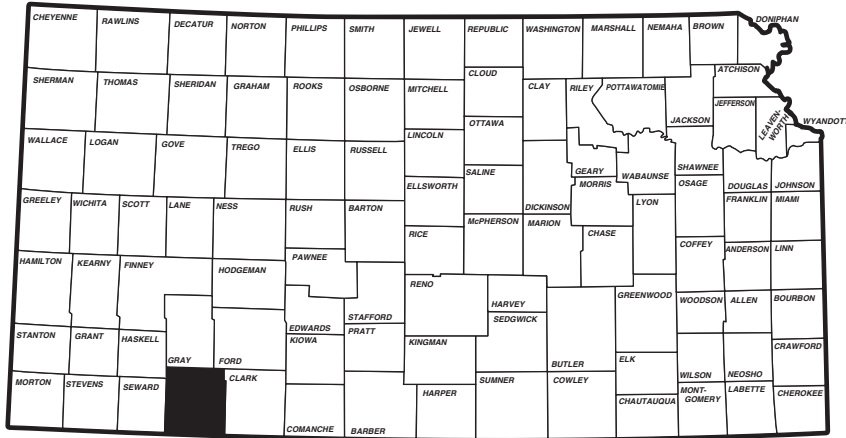 CHEYENNE
RAWLINS
DECATUR
NORTON
PHILLIPS
SMITH
JEWELL
REPUBLIC
WASHINGTON
MARSHALL
NEMAHA
BROWN
DONIPHAN
SHERMAN
THOMAS
SHERIDAN
GRAHAM
ROOKS
OSBORNE
MITCHELL
CLOUD
CLAY
RILEY
POTTAWATOMIE
ATCHISON
JACKSON
JEFFERSON
LEAVEN-
WORTH
WYANDOTT
WALLACE
LOGAN
GOVE
TREGO
ELLIS
RUSSELL
LINCOLN
OTTAWA
SALINE
DICKINSON
GEARY
MORRIS
WABAUNSE
SHAWNEE
OSAGE
DOUGLAS
JOHNSON
GREELEY
WICHITA
SCOTT
LANE
NESS
RUSH
BARTON
ELLSWORTH
RICE
McPHERSON
MARION
CHASE
LYON
COFFEY
FRANKLIN
MIAMI
ANDERSON
LINN
HAMILTON
KEARNY
FINNEY
HODGEMAN
PAWNEE
STAFFORD
RENO
HARVEY
SEDGWICK
BUTLER
GREENWOOD
WOODSON
ALLEN
BOURBON
STANTON
GRANT
HASKELL
GRAY
FORD
EDWARDS
KIOWA
PRATT
KINGMAN
ELK
WILSON
NEOSHO
CRAWFORD
MORTON
STEVENS
SEWARD
CLARK
COMANCHE
BARBER
HARPER
SUMNER
COWLEY
CHAUTAUQUA
MONT-
GOMERY
LABETTE
CHEROKEE